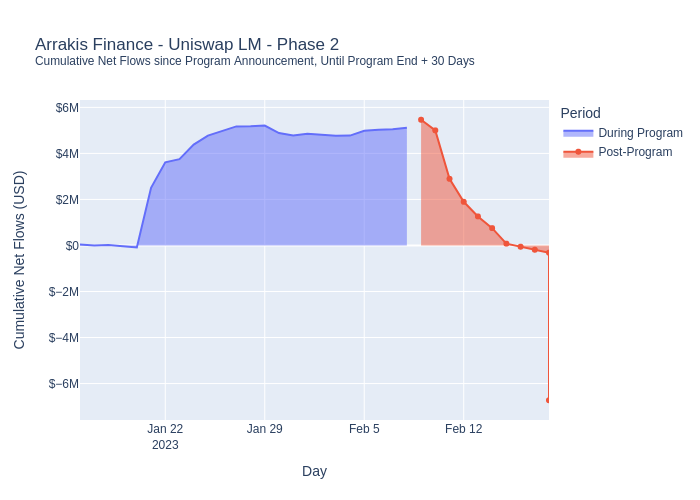 Arrakis Finance - Uniswap LM - Phase 2
Cumulative Net Flows since Program Announcement, Until Program End + 30 Days
$6M
$4M
$2M
$0
$−2M
$−4M
$−6M
Cumulative Net Flows (USD)
Jan 22
2023
Jan 29
Feb 5
Feb 12
Day
Period
During Program
Post-Program